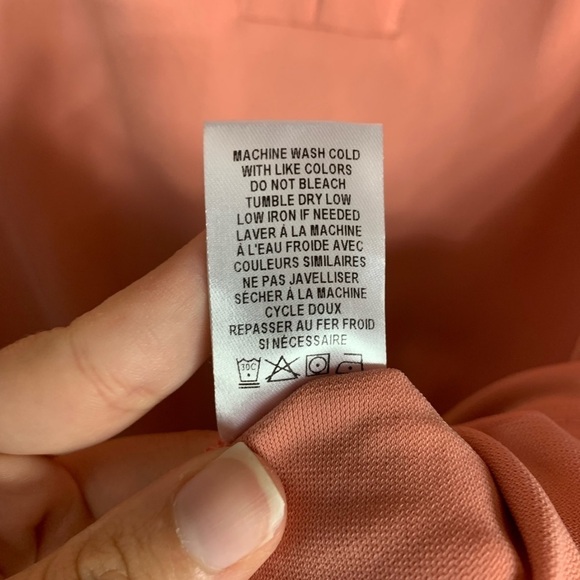 MACHINE WASH COLD
WITH LIKE COLORS
DO NOT BLEACH
TUMBLE DRY LOW
LOW IRON IF NEEDED
LAVER À LA MACHINE
À L'EAU FROIDE AVEC
COULEURS SIMILAIRES
NE PAS JAVELLISER
SÉCHER À LA MACHINE
CYCLE DOUX
REPASSER AU FER FROID
SI NÉCESSAIRE
30C